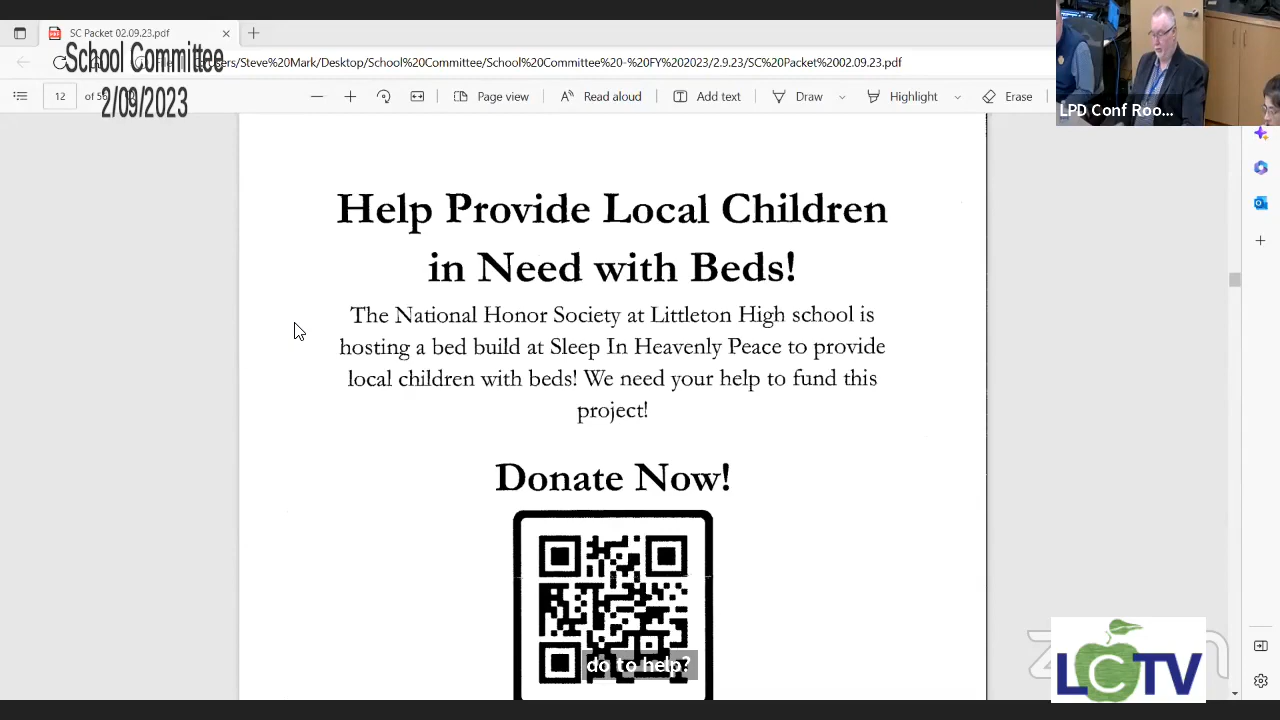 SC Packet 02.09.23.pdf
School Committee
2/09/2023
sers/Steve%20Mark/Desktop/School%20Committee/School%20Committee%20-%20FY%202023/2.9.23/SC%20Packet%2002.09.23.pdf
12
Page view
Read aloud
Add text
Draw
Highlight
Erase
LPD Conf Roo...
Help Provide Local Children
in Need with Beds!
The National Honor Society at Littleton High school is
hosting a bed build at Sleep In Heavenly Peace to provide
local children with beds! We need your help to fund this
project!
Donate Now!
do to help?
LCTV